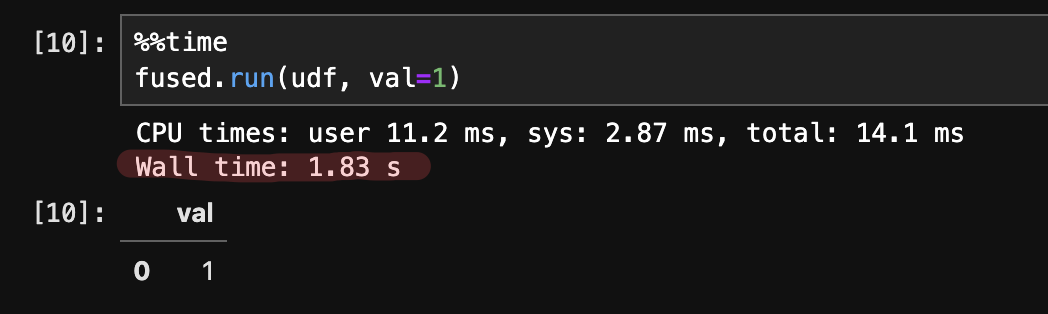 [10]: %%time
fused.run(udf, val=1)
CPU times: user 11.2 ms, sys: 2.87 ms, total: 14.1 ms
Wall time: 1.83 s
[10]: val
0 1